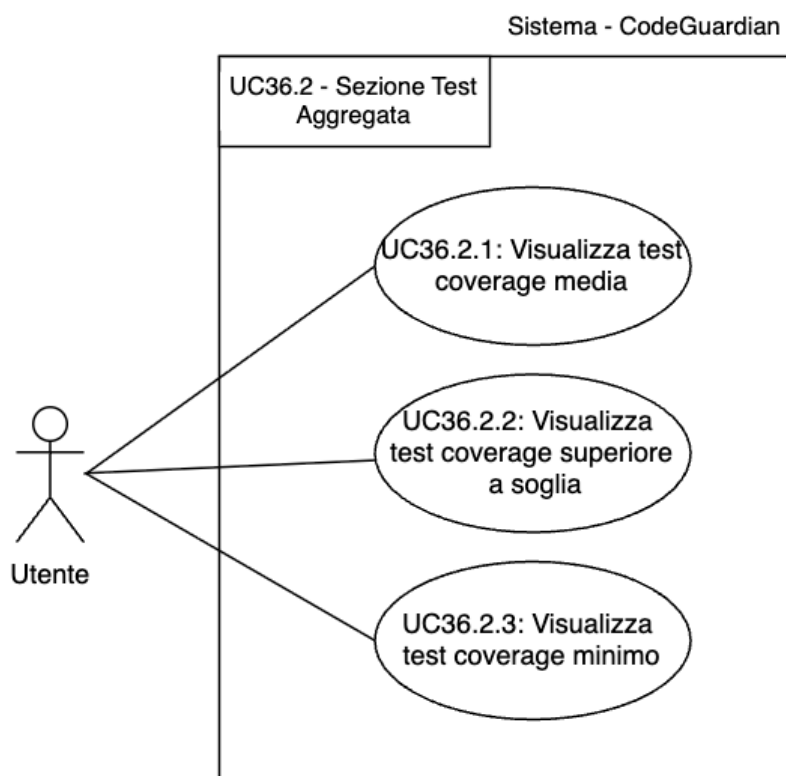 Sistema - CodeGuardian
UC36.2 - Sezione Test
Aggregata
UC36.2.1: Visualizza test
coverage media
UC36.2.2: Visualizza
test coverage superiore
a soglia
Utente
UC36.2.3: Visualizza
test coverage minimo